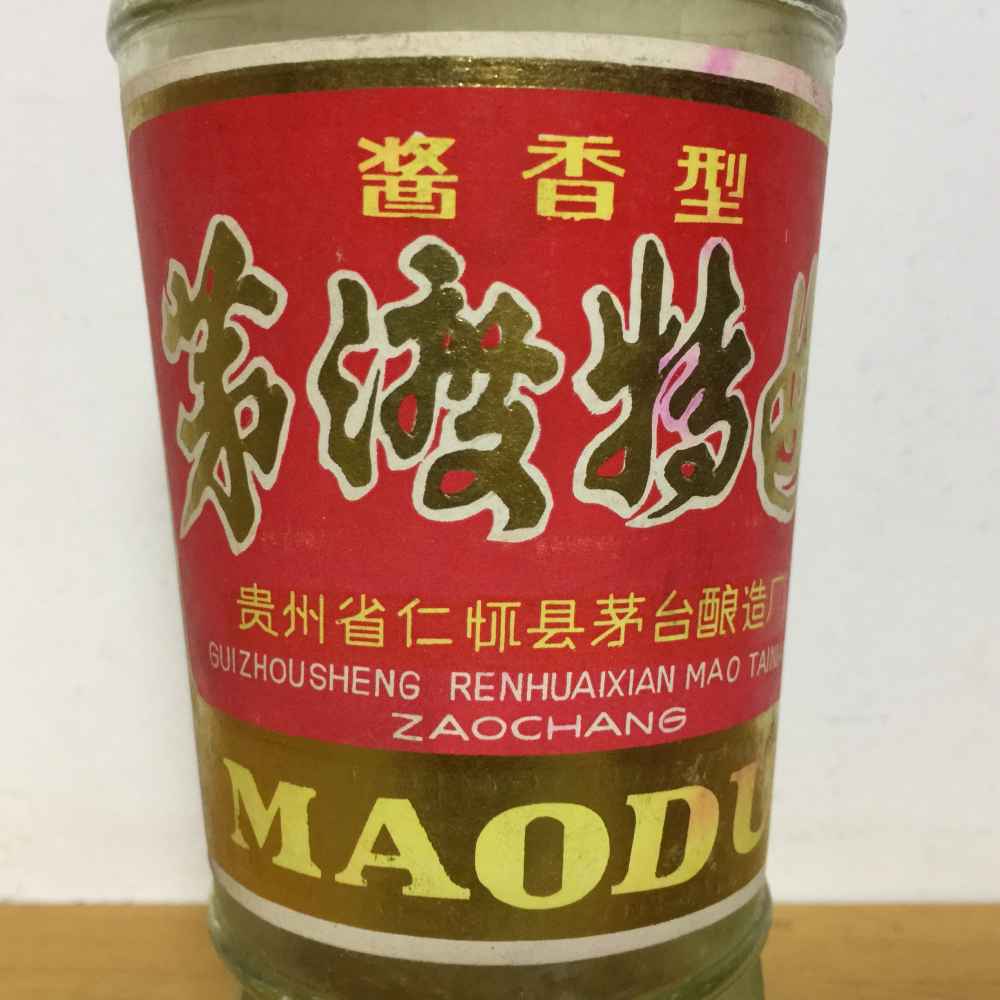 酱香型
茅渡特曲
贵州省仁怀县茅台酿造厂
GUIZHOUSHENG RENHUAIXIAN MAO TAIN
ZAOCHANG
MAODU